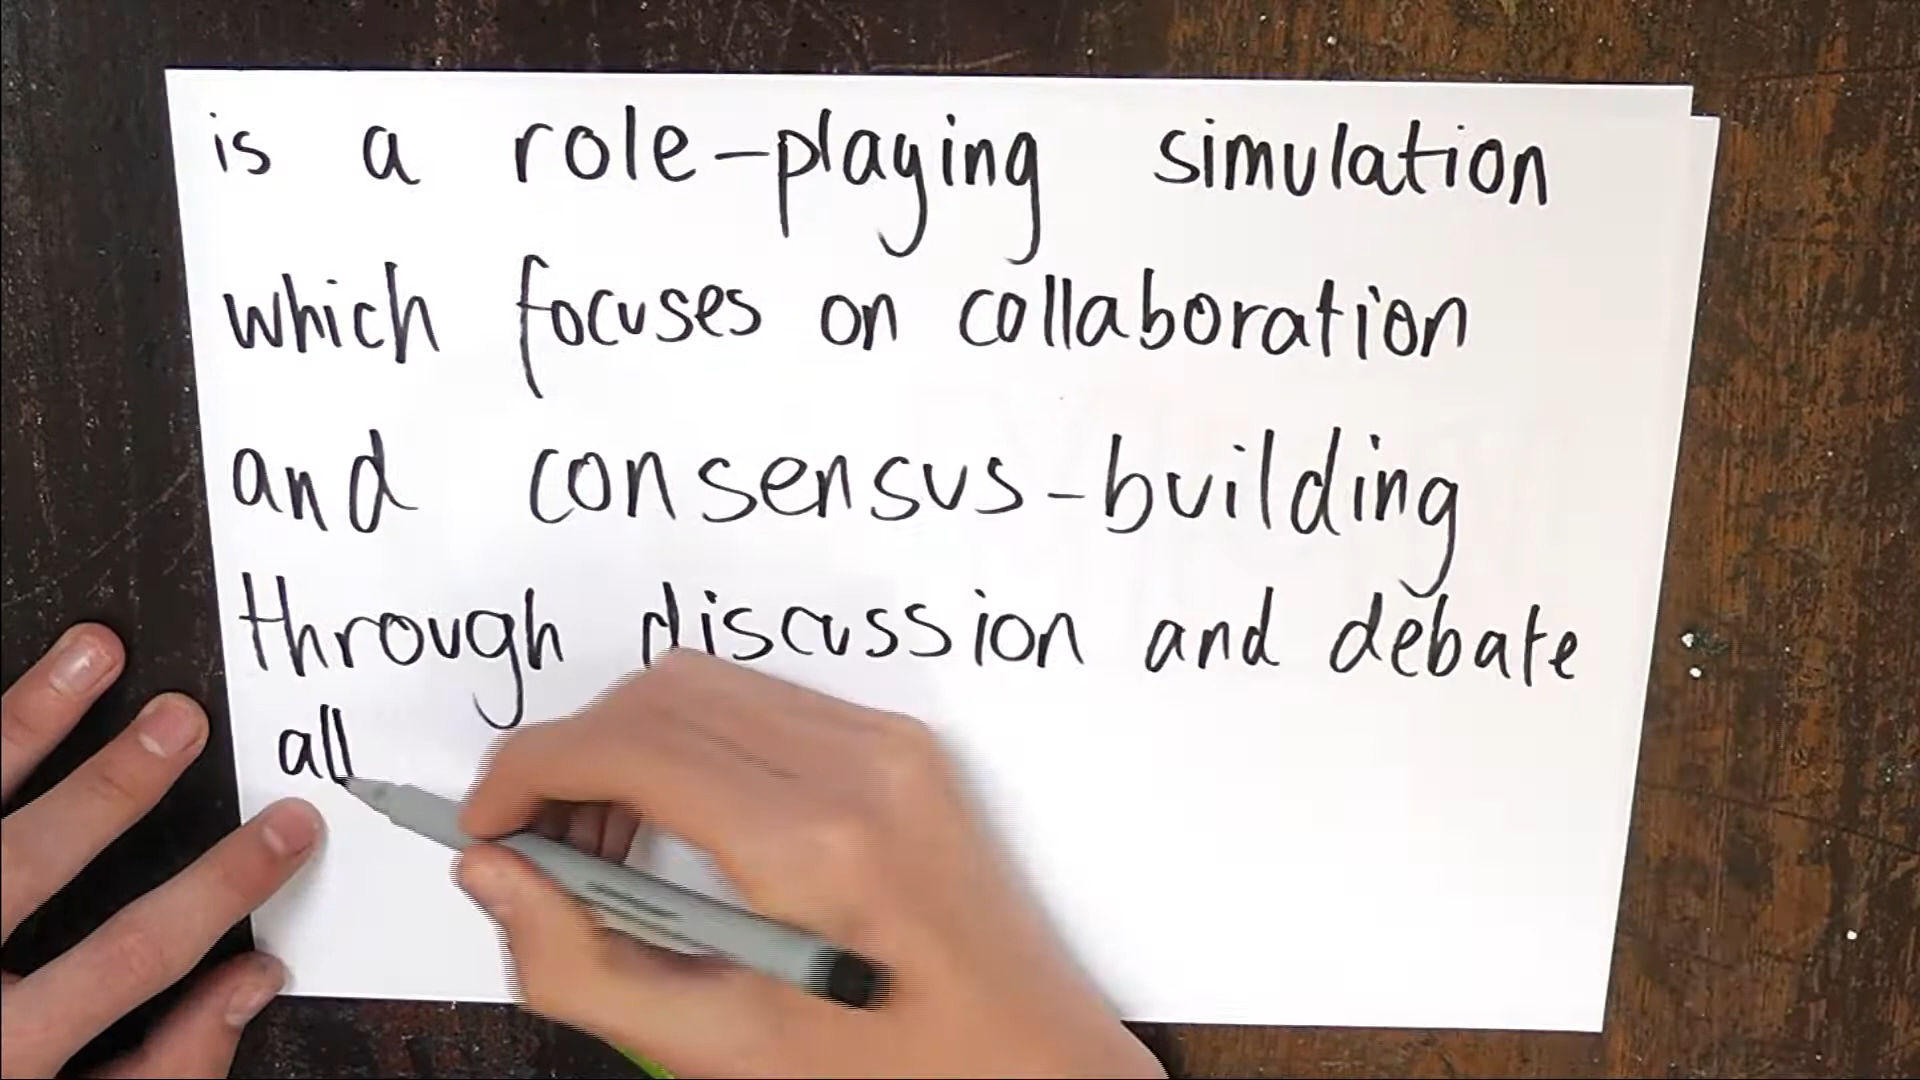 is a role-playing simulation
which focuses on collaboration
and consensus-building
through discussion and debate
all